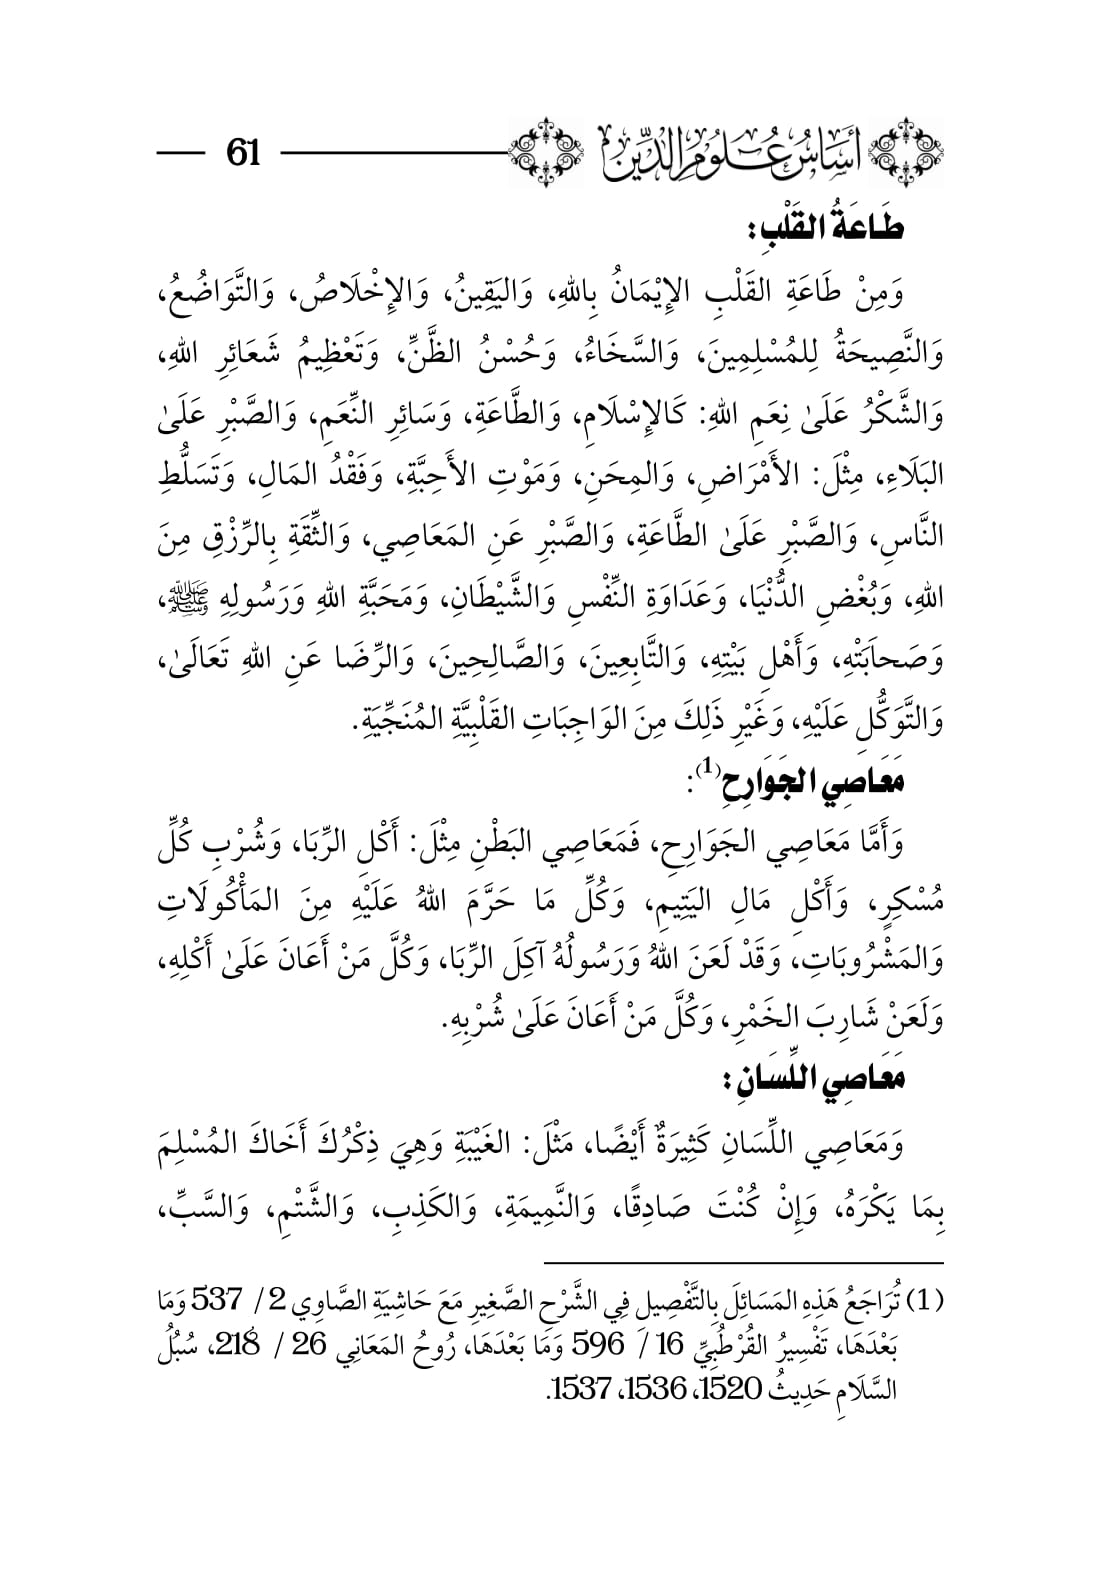 أَسَاسُ عُلُومِ الدِّينِ 61
طَاعَةُ القَلْبِ:
وَمِنْ طَاعَةِ القَلْبِ الإِيْمَانُ بِاللهِ، وَاليَقِينُ، وَالإِخْلَاصُ، وَالتَّوَاضُعُ،
وَالنَّصِيحَةُ لِلمُسْلِمِينَ، وَالسَّخَاءُ، وَحُسْنُ الظَّنِّ، وَتَعْظِيمُ شَعَائِرِ اللهِ،
وَالشَّكْرُ عَلَىٰ نِعَمِ اللهِ: كَالإِسْلَامِ، وَالطَّاعَةِ، وَسَائِرِ النِّعَمِ، وَالصَّبْرِ عَلَىٰ
البَلَاءِ، مِثْلَ: الأَمْرَاضِ، وَالمِحَنِ، وَمَوْتِ الأَحِبَّةِ، وَفَقْدُ المَالِ، وَتَسَلُّطِ
النَّاسِ، وَالصَّبْرِ عَلَىٰ الطَّاعَةِ، وَالصَّبْرِ عَنِ المَعَاصِي، وَالثِّقَةِ بِالرِّزْقِ مِنَ
اللهِ، وَبُغْضِ الدُّنْيَا، وَعَدَاوَةِ النَّفْسِ وَالشَّيْطَانِ، وَمَحَبَّةِ اللهِ وَرَسُولِهِ ﷺ،
وَصَحابَتْهِ، وَأَهْلِ بَيْتِهِ، وَالتَّابِعِينَ، وَالصَّالِحِينَ، وَالرِّضَا عَنِ اللهِ تَعَالَىٰ،
وَالتَّوَكُّلِ عَلَيْهِ، وَغَيْرِ ذَلِكَ مِنَ الوَاجِبَاتِ القَلْبِيَّةِ المُنَجِّيَةِ.
مَعَاصِي الجَوَارِحِ(1):
وَأَمَّا مَعَاصِي الجَوَارِحِ، فَمَعَاصِي البَطْنِ مِثْلَ: أَكْلِ الرِّبَا، وَشُرْبِ كُلِّ
مُسْكِرٍ، وَأَكْلِ مَالِ اليَتِيمِ، وَكُلِّ مَا حَرَّمَ اللهُ عَلَيْهِ مِنَ المَأْكُولَاتِ
وَالمَشْرُوبَاتِ، وَقَدْ لَعَنَ اللهُ وَرَسُولُهُ آكِلَ الرِّبَا، وَكُلَّ مَنْ أَعَانَ عَلَىٰ أَكْلِهِ،
وَلَعَنْ شَارِبَ الخَمْرِ، وَكُلَّ مَنْ أَعَانَ عَلَىٰ شُرْبِهِ.
مَعَاصِي اللِّسَانِ:
وَمَعَاصِي اللِّسَانِ كَثِيرَةٌ أَيْضًا، مَثْلَ: الغَيْبَةِ وَهِيَ ذِكْرُكَ أَخَاكَ المُسْلِمَ
بِمَا يَكْرَهُ، وَإِنْ كُنْتَ صَادِقًا، وَالنَّمِيمَةِ، وَالكَذِبِ، وَالشَّتْمِ، وَالسَّبِّ،
(1) تُرَاجَعُ هَذِهِ المَسَائِلَ بِالتَّفْصِيلِ فِي الشَّرْحِ الصَّغِيرِ مَعَ حَاشِيَةِ الصَّاوِي 2 / 537 وَمَا
بَعْدَهَا، تَفْسِيرُ القُرْطُبِيِّ 16 / 596 وَمَا بَعْدَهَا، رُوحُ المَعَانِي 26 / 218، سُبُلُ
السَّلَامِ حَدِيثُ 1520، 1536، 1537.